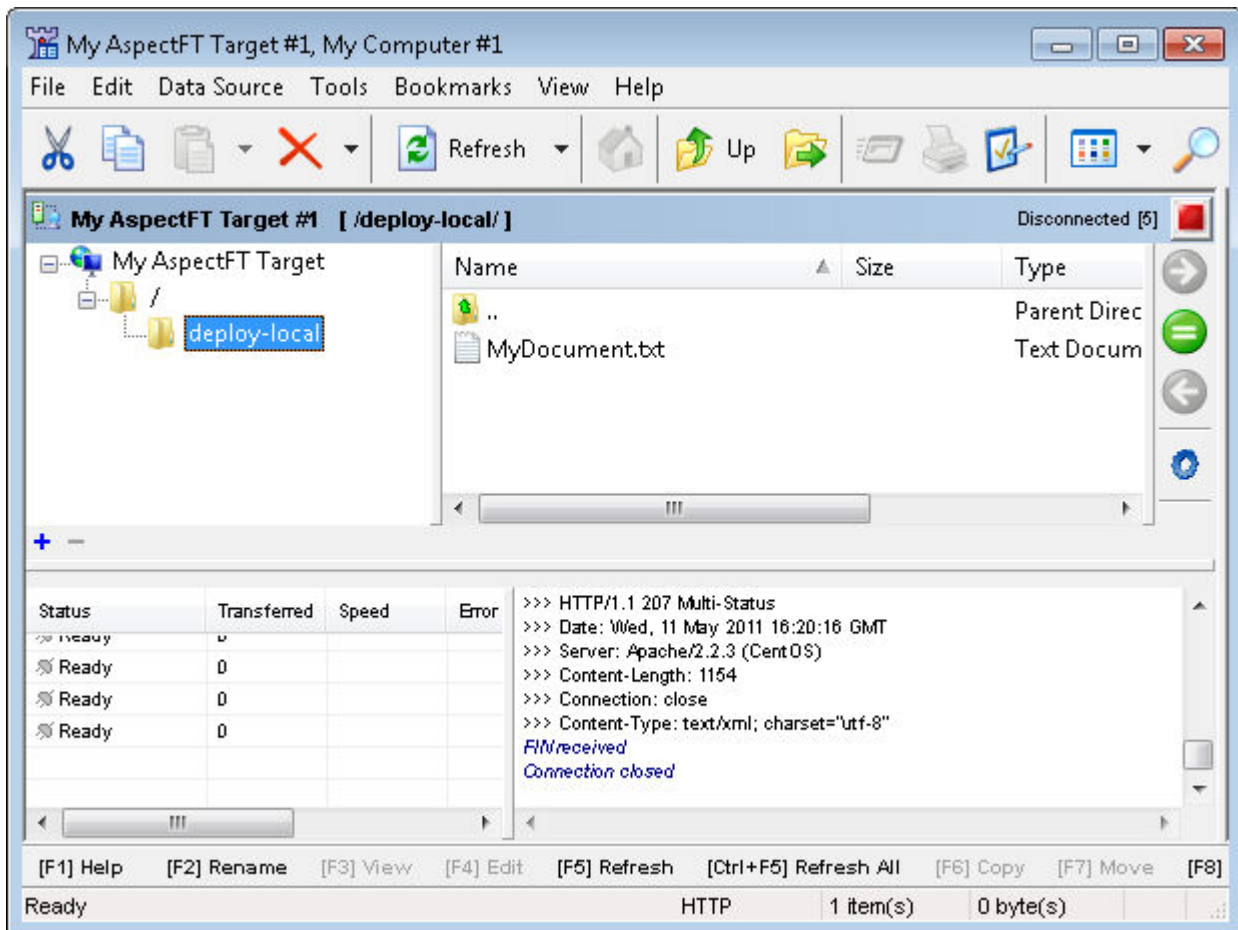 My AspectFT Target #1, My Computer #1
File Edit Data Source Tools Bookmarks View Help
Refresh Up
My AspectFT Target #1 [ /deploy-local/ ] Disconnected [5]
My AspectFT Target
/
deploy-local
Name Size Type
.. Parent Direc
MyDocument.txt Text Docum
Status Transferred Speed Error
Ready 0
Ready 0
Ready 0
Ready 0
>>> HTTP/1.1 207 Multi-Status
>>> Date: Wed, 11 May 2011 16:20:16 GMT
>>> Server: Apache/2.2.3 (CentOS)
>>> Content-Length: 1154
>>> Connection: close
>>> Content-Type: text/xml; charset="utf-8"
FIN received
Connection closed
[F1] Help [F2] Rename [F3] View [F4] Edit [F5] Refresh [Ctrl+F5] Refresh All [F6] Copy [F7] Move [F8]
Ready HTTP 1 item(s) 0 byte(s)